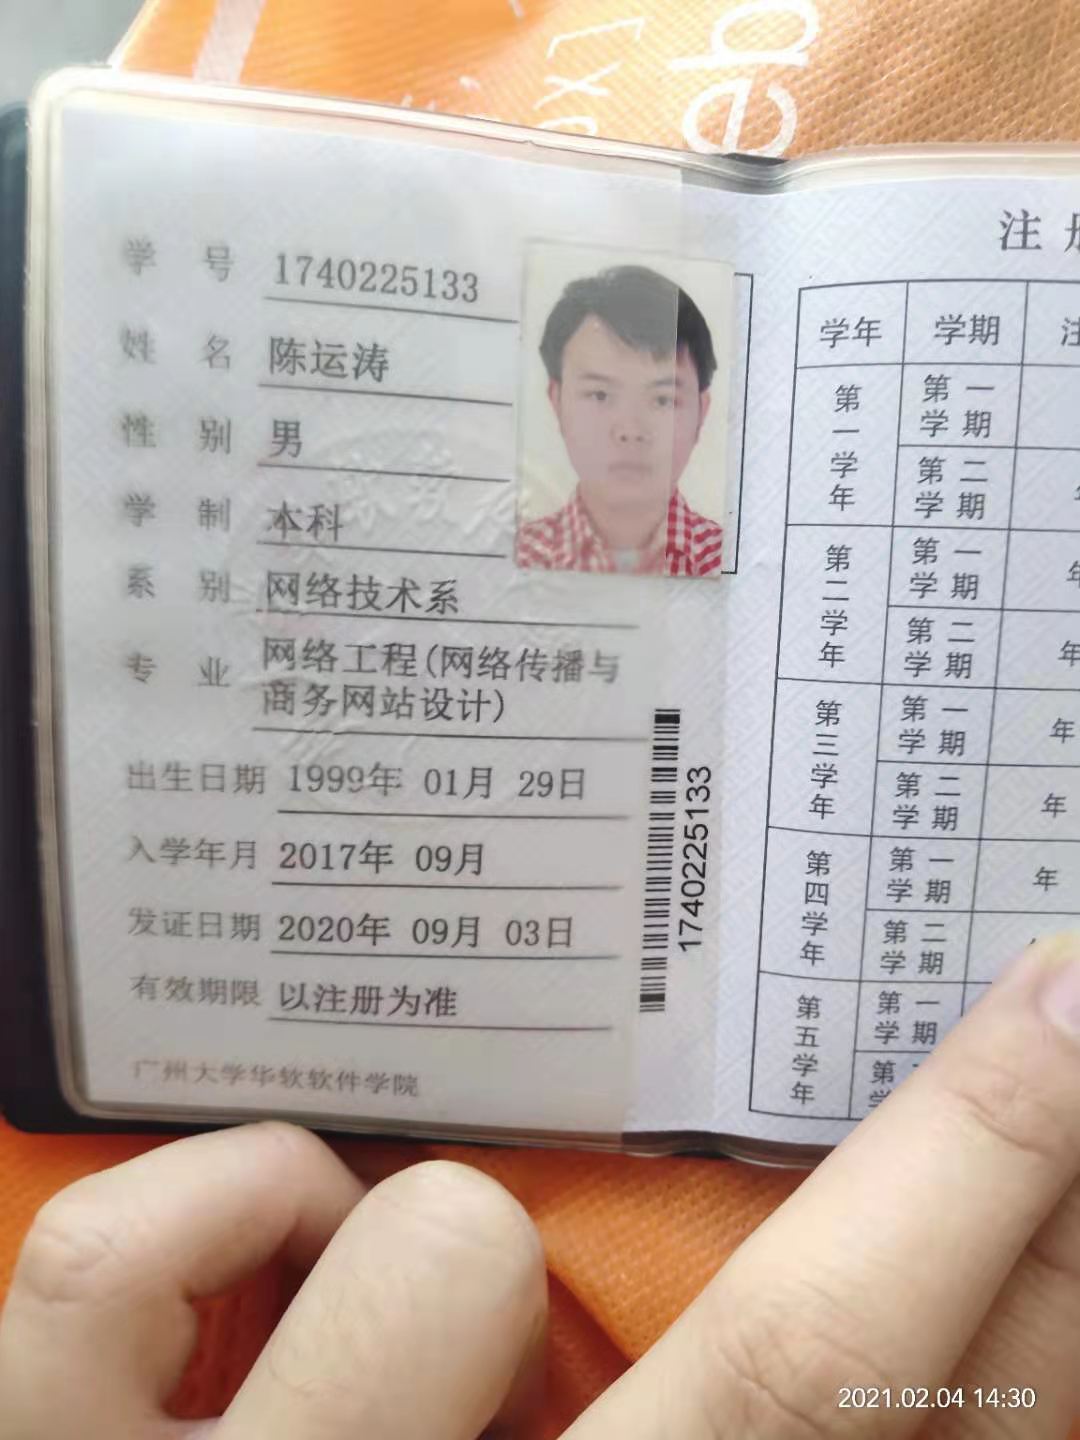 学 号 1740225133
姓 名 陈运涛
性 别 男
学 制 本科
系 别 网络技术系
专 业 网络工程(网络传播与
商务网站设计)
出生日期 1999年 01月 29日
入学年月 2017年 09月
发证日期 2020年 09月 03日
有效期限 以注册为准
广州大学华软软件学院
1740225133
注
学年 学期 注
第一学年 第一学期
第二学期
第二学年 第一学期 年
第二学期 年
第三学年 第一学期 年
第二学期 年
第四学年 第一学期 年
第二学期
第五学年 第一学期
第
2021.02.04 14:30